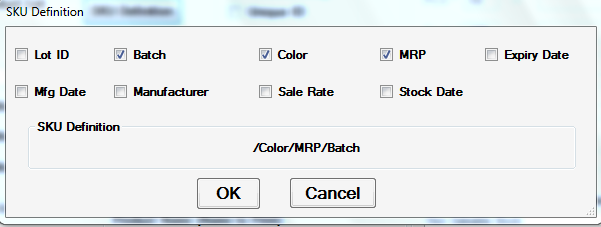 SKU Definition
Lot ID Batch Color MRP Expiry Date
Mfg Date Manufacturer Sale Rate Stock Date
SKU Definition
/Color/MRP/Batch
OK Cancel